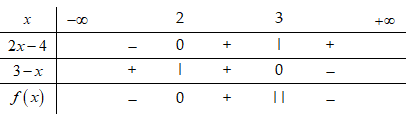 x −∞ 2 3 +∞
2x−4 − 0 + | +
3−x + | + 0 −
f(x) − 0 + || −